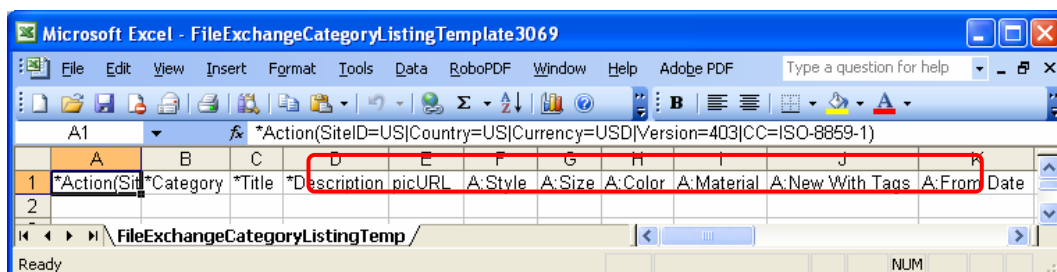 Microsoft Excel - FileExchangeCategoryListingTemplate3069
File Edit View Insert Format Tools Data RoboPDF Window Help Adobe PDF Type a question for help
B A
A1 fx *Action(SiteID=US|Country=US|Currency=USD|Version=403|CC=ISO-8859-1)
A B C D E F G H I J K
1 *Action(Sit *Category *Title *Description picURL A:Style A:Size A:Color A:Material A:New With Tags A:From Date
2
FileExchangeCategoryListingTemp
Ready NUM